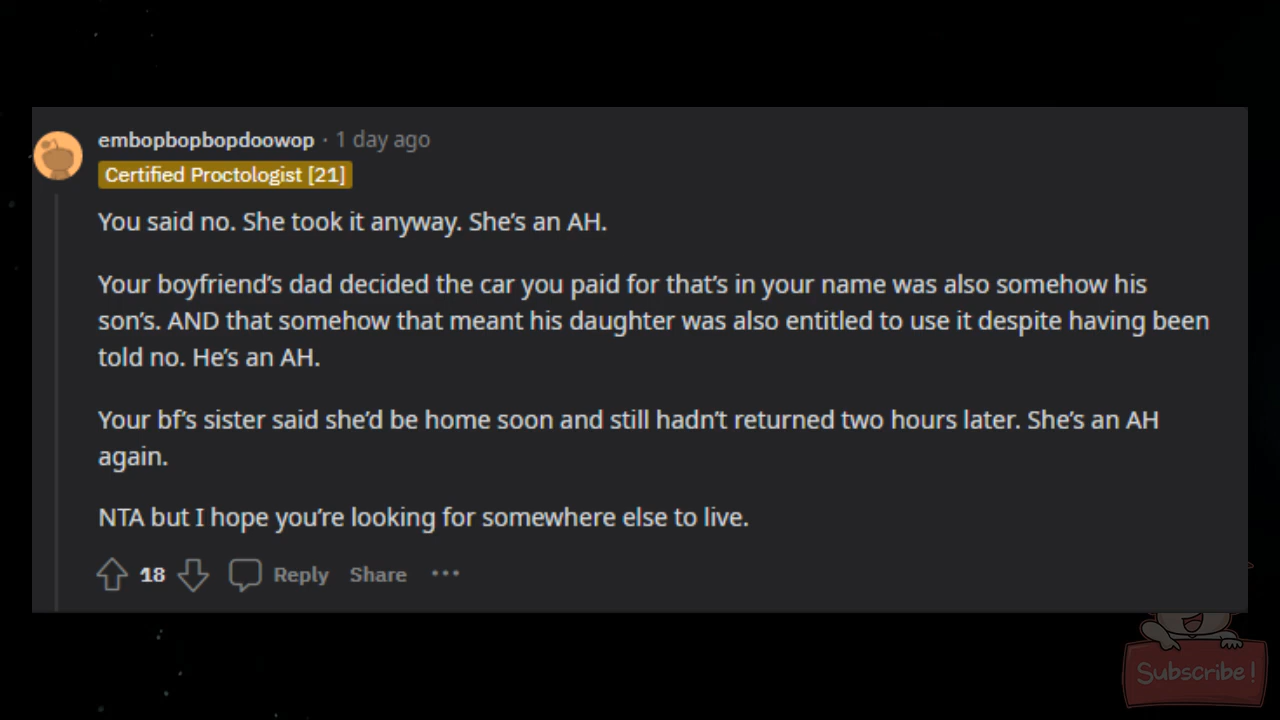 embopbopbopdoowop · 1 day ago
Certified Proctologist [21]
You said no. She took it anyway. She’s an AH.
Your boyfriend’s dad decided the car you paid for that’s in your name was also somehow his
son’s. AND that somehow that meant his daughter was also entitled to use it despite having been
told no. He’s an AH.
Your bf’s sister said she’d be home soon and still hadn’t returned two hours later. She’s an AH
again.
NTA but I hope you’re looking for somewhere else to live.
18 Reply Share ···
Subscribe!